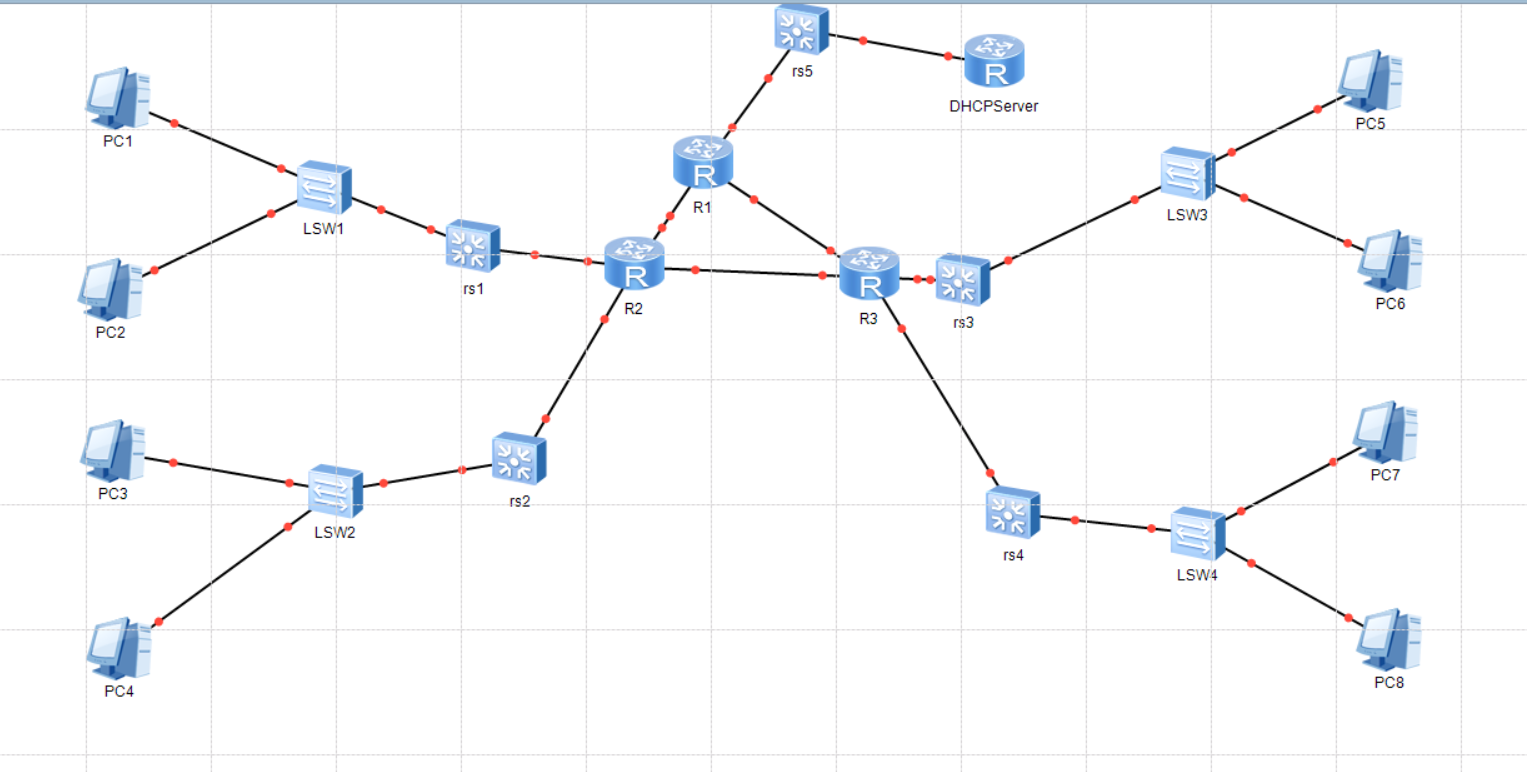 rs5
DHCPServer
R
PC5
PC1
R
R1
LSW3
LSW1
rs1
R
R2
R
R3
rs3
PC6
PC2
PC3
LSW2
rs2
PC7
rs4
LSW4
PC4
PC8